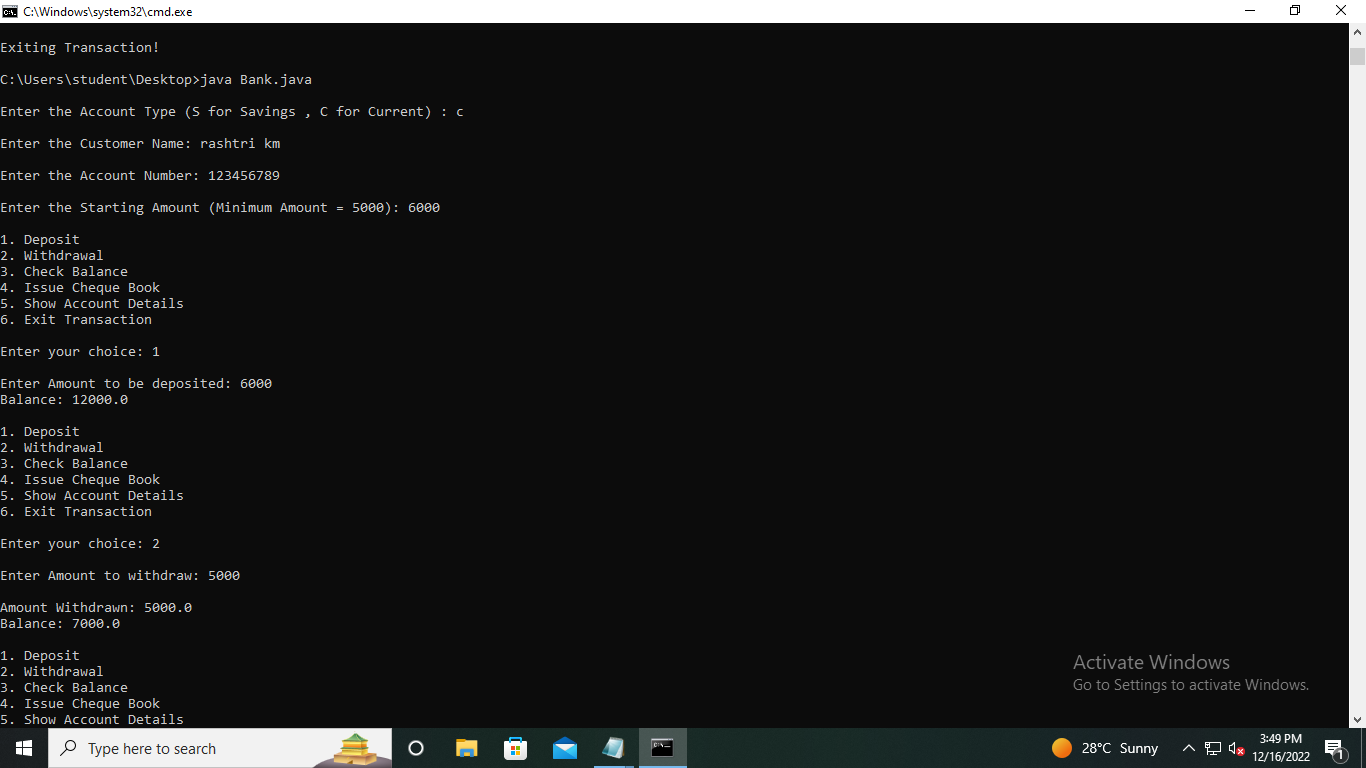 C:\Windows\system32\cmd.exe
Exiting Transaction!
C:\Users\student\Desktop>java Bank.java
Enter the Account Type (S for Savings , C for Current) : c
Enter the Customer Name: rashtri km
Enter the Account Number: 123456789
Enter the Starting Amount (Minimum Amount = 5000): 6000
1. Deposit
2. Withdrawal
3. Check Balance
4. Issue Cheque Book
5. Show Account Details
6. Exit Transaction
Enter your choice: 1
Enter Amount to be deposited: 6000
Balance: 12000.0
1. Deposit
2. Withdrawal
3. Check Balance
4. Issue Cheque Book
5. Show Account Details
6. Exit Transaction
Enter your choice: 2
Enter Amount to withdraw: 5000
Amount Withdrawn: 5000.0
Balance: 7000.0
1. Deposit
2. Withdrawal
3. Check Balance
4. Issue Cheque Book
5. Show Account Details
Activate Windows
Go to Settings to activate Windows.
Type here to search
28°C Sunny
3:49 PM
12/16/2022
1